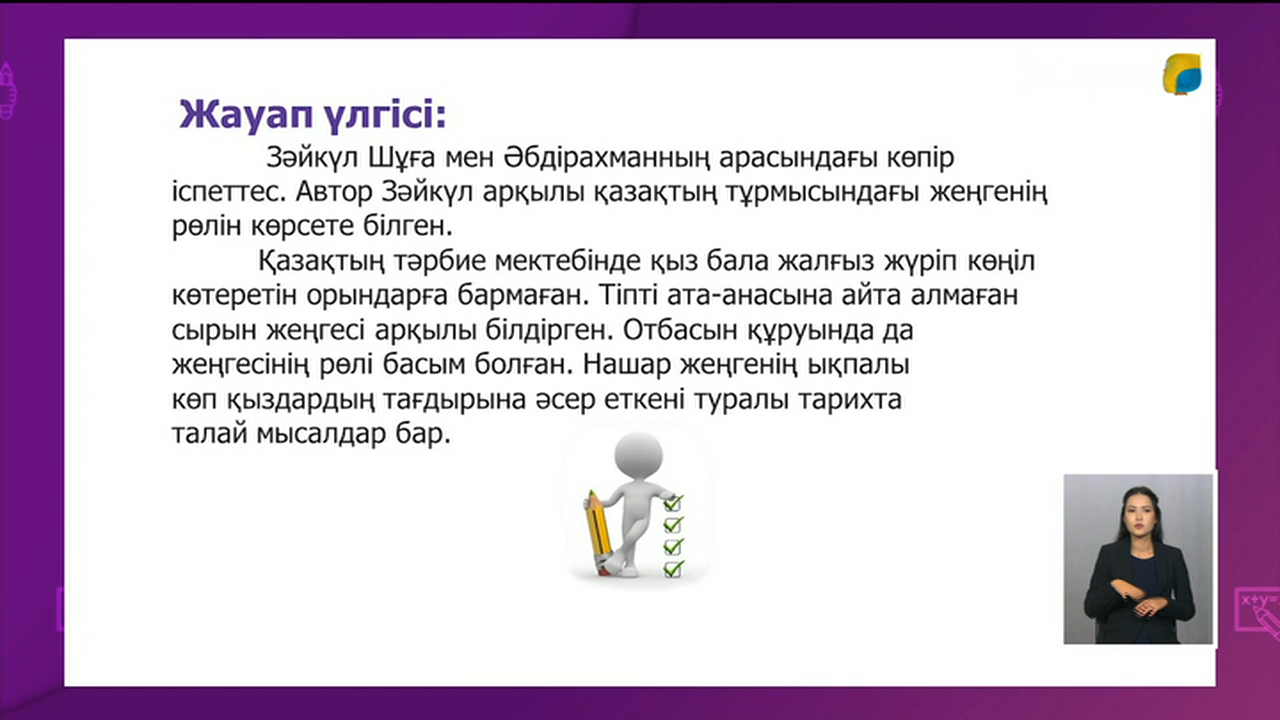 Жауап үлгісі:
Зәйкүл Шұға мен Әбдірахманның арасындағы көпір
іспеттес. Автор Зәйкүл арқылы қазақтың тұрмысындағы жеңгенің
рөлін көрсете білген.
Қазақтың тәрбие мектебінде қыз бала жалғыз жүріп көңіл
көтеретін орындарға бармаған. Тіпті ата-анасына айта алмаған
сырын жеңгесі арқылы білдірген. Отбасын құруында да
жеңгесінің рөлі басым болған. Нашар жеңгенің ықпалы
көп қыздардың тағдырына әсер еткені туралы тарихта
талай мысалдар бар.
x+y=